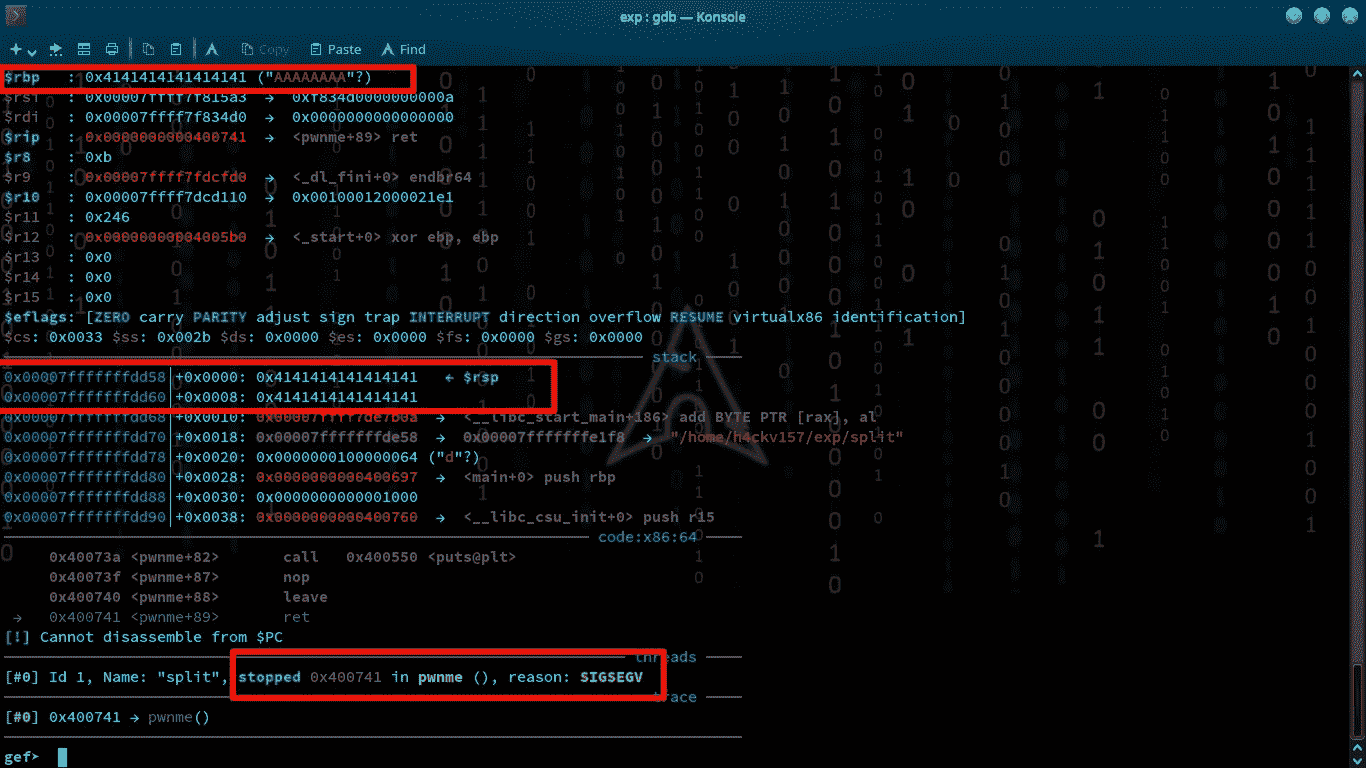 exp : gdb — Konsole
Copy Paste Find
$rbp : 0x4141414141414141 ("AAAAAAAA"?)
$rsi : 0x00007ffff7f815a3 → 0xf834d0000000000a
$rdi : 0x00007ffff7f834d0 → 0x0000000000000000
$rip : 0x0000000000400741 → <pwnme+89> ret
$r8 : 0xb
$r9 : 0x00007ffff7fdcfd0 → <_dl_fini+0> endbr64
$r10 : 0x00007ffff7dcd110 → 0x00100012000021e1
$r11 : 0x246
$r12 : 0x00000000004005b0 → <_start+0> xor ebp, ebp
$r13 : 0x0
$r14 : 0x0
$r15 : 0x0
$eflags: [ZERO carry PARITY adjust sign trap INTERRUPT direction overflow RESUME virtualx86 identification]
$cs: 0x0033 $ss: 0x002b $ds: 0x0000 $es: 0x0000 $fs: 0x0000 $gs: 0x0000
stack
0x00007fffffffdd58│+0x0000: 0x4141414141414141 ← $rsp
0x00007fffffffdd60│+0x0008: 0x41414141414141
0x00007fffffffdd68│+0x0010: 0x00007ffff7de7b0a → <__libc_start_main+186> add BYTE PTR [rax], al
0x00007fffffffdd70│+0x0018: 0x00007fffffffde58 → 0x00007fffffffe1f8 → "/home/h4ckv157/exp/split"
0x00007fffffffdd78│+0x0020: 0x0000000100000064 ("d"?)
0x00007fffffffdd80│+0x0028: 0x0000000000400697 → <main+0> push rbp
0x00007fffffffdd88│+0x0030: 0x0000000000001000
0x00007fffffffdd90│+0x0038: 0x0000000000400760 → <__libc_csu_init+0> push r15
code:x86:64
0x40073a <pwnme+82> call 0x400550 <puts@plt>
0x40073f <pwnme+87> nop
0x400740 <pwnme+88> leave
→ 0x400741 <pwnme+89> ret
[!] Cannot disassemble from $PC
threads
[#0] Id 1, Name: "split", stopped 0x400741 in pwnme (), reason: SIGSEGV
trace
[#0] 0x400741 → pwnme()
gef➤